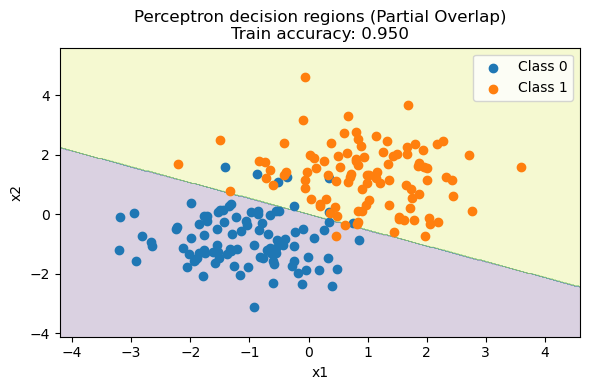 Perceptron decision regions (Partial Overlap)
Train accuracy: 0.950
Class 0
Class 1
x2
4
2
0
−2
−4
−4 −3 −2 −1 0 1 2 3 4
x1